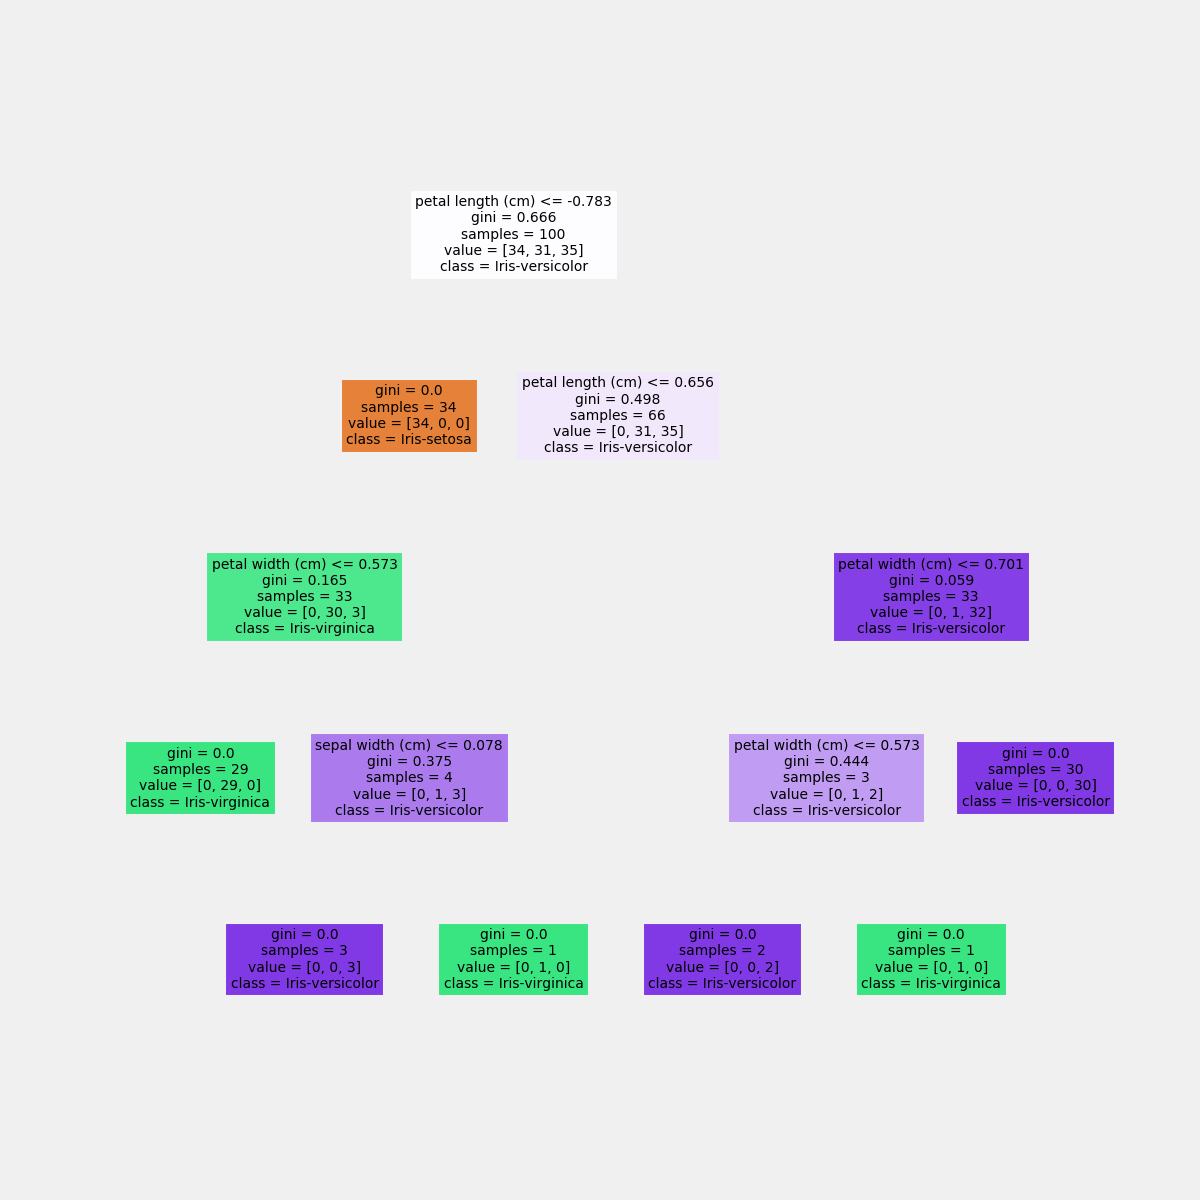 petal length (cm) <= -0.783
gini = 0.666
samples = 100
value = [34, 31, 35]
class = Iris-versicolor
gini = 0.0
samples = 34
value = [34, 0, 0]
class = Iris-setosa
petal length (cm) <= 0.656
gini = 0.498
samples = 66
value = [0, 31, 35]
class = Iris-versicolor
petal width (cm) <= 0.573
gini = 0.165
samples = 33
value = [0, 30, 3]
class = Iris-virginica
petal width (cm) <= 0.701
gini = 0.059
samples = 33
value = [0, 1, 32]
class = Iris-versicolor
gini = 0.0
samples = 29
value = [0, 29, 0]
class = Iris-virginica
sepal width (cm) <= 0.078
gini = 0.375
samples = 4
value = [0, 1, 3]
class = Iris-versicolor
petal width (cm) <= 0.573
gini = 0.444
samples = 3
value = [0, 1, 2]
class = Iris-versicolor
gini = 0.0
samples = 30
value = [0, 0, 30]
class = Iris-versicolor
gini = 0.0
samples = 3
value = [0, 0, 3]
class = Iris-versicolor
gini = 0.0
samples = 1
value = [0, 1, 0]
class = Iris-virginica
gini = 0.0
samples = 2
value = [0, 0, 2]
class = Iris-versicolor
gini = 0.0
samples = 1
value = [0, 1, 0]
class = Iris-virginica